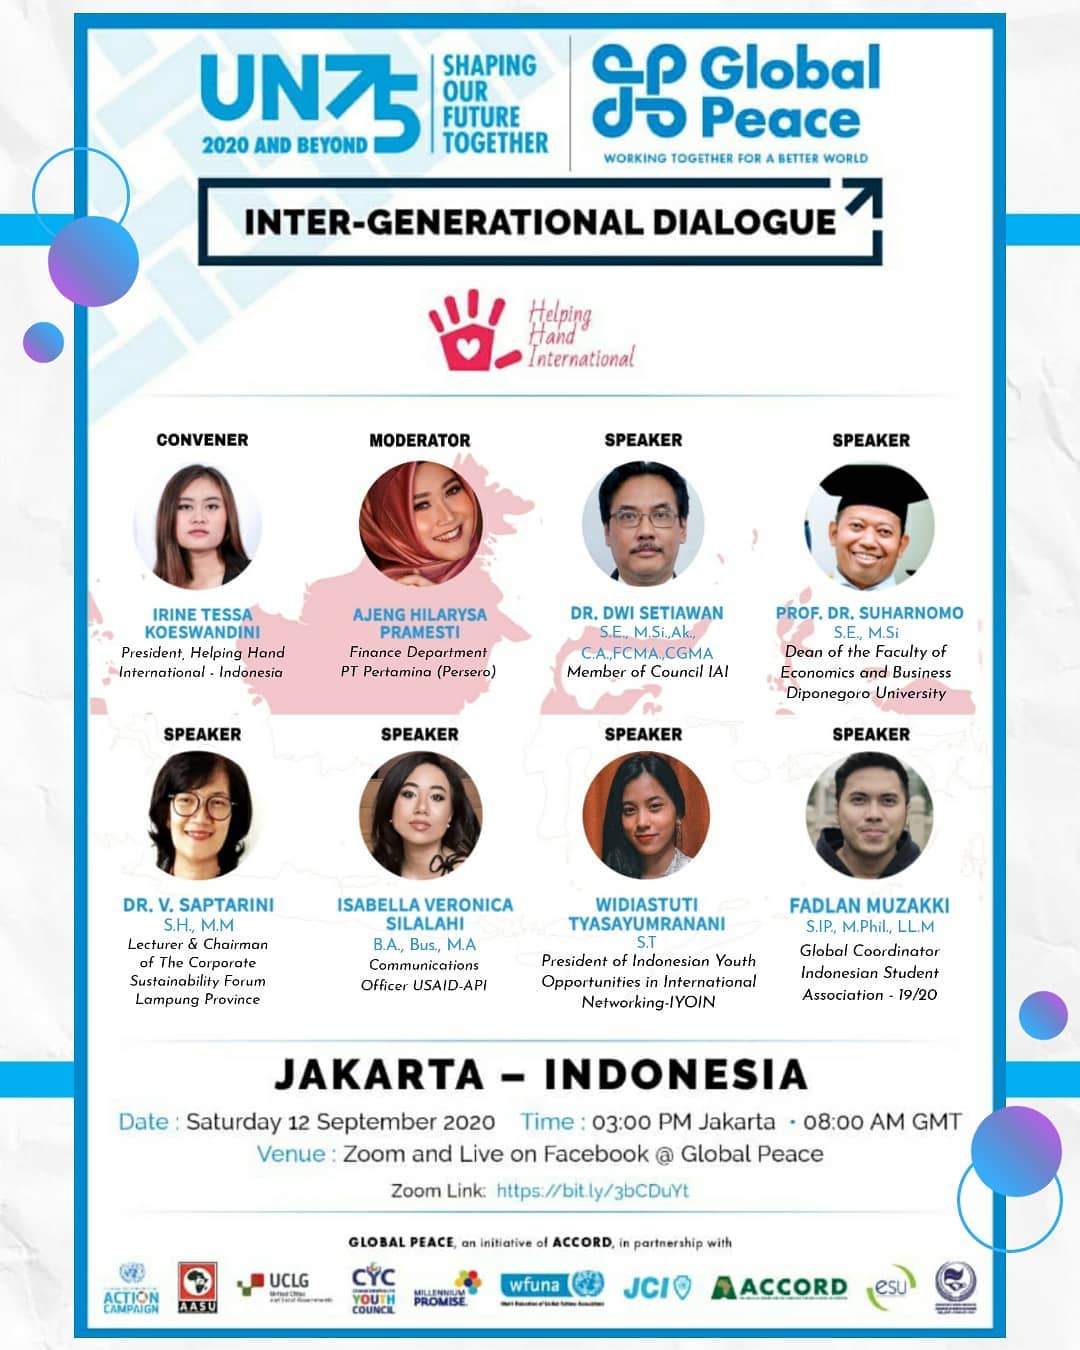 UN75
2020 AND BEYOND
SHAPING
OUR
FUTURE
TOGETHER
Global
Peace
WORKING TOGETHER FOR A BETTER WORLD
INTER-GENERATIONAL DIALOGUE
Helping
Hand
International
CONVENER
IRINE TESSA
KOESWANDINI
President, Helping Hand
International - Indonesia
MODERATOR
AJENG HILARYSA
PRAMESTI
Finance Department
PT Pertamina (Persero)
SPEAKER
DR. DWI SETIAWAN
S.E., M.Si.,Ak.,
C.A.,FCMA.,CGMA
Member of Council IAI
SPEAKER
PROF. DR. SUHARNOMO
S.E., M.Si
Dean of the Faculty of
Economics and Business
Diponegoro University
SPEAKER
DR. V. SAPTARINI
S.H., M.M
Lecturer & Chairman
of The Corporate
Sustainability Forum
Lampung Province
SPEAKER
ISABELLA VERONICA
SILALAHI
B.A., Bus., M.A
Communications
Officer USAID-API
SPEAKER
WIDIASTUTI
TYASAYUMRANANI
S.T
President of Indonesian Youth
Opportunities in International
Networking-IYOIN
SPEAKER
FADLAN MUZAKKI
S.IP., M.Phil., LL.M
Global Coordinator
Indonesian Student
Association - 19/20
JAKARTA – INDONESIA
Date : Saturday 12 September 2020 Time : 03:00 PM Jakarta • 08:00 AM GMT
Venue : Zoom and Live on Facebook @ Global Peace
Zoom Link: https://bit.ly/3bCDuYt
GLOBAL PEACE, an initiative of ACCORD, in partnership with
ACTION
CAMPAIGN
AASU
UCLG
United Cities
and Local Governments
CYC
YOUTH
COUNCIL
MILLENNIUM
PROMISE
wfuna
JCI
ACCORD
esu